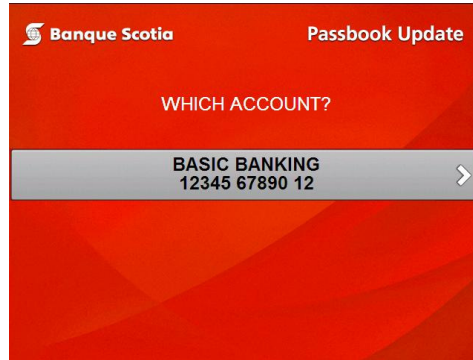 Banque Scotia
Passbook Update
WHICH ACCOUNT?
BASIC BANKING
12345 67890 12